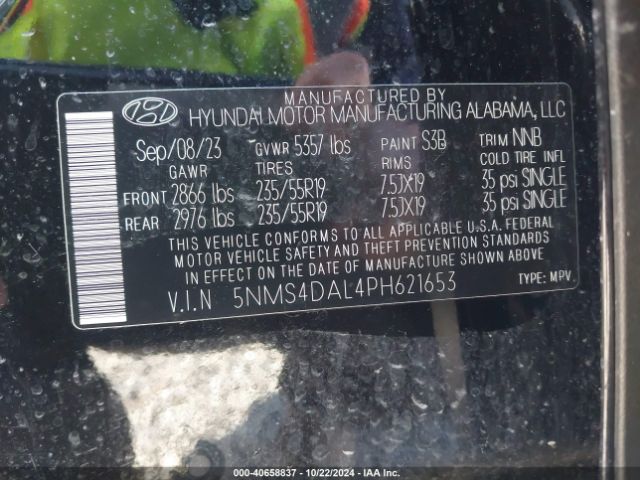 MANUFACTURED BY
HYUNDAI MOTOR MANUFACTURING ALABAMA, LLC
Sep/08/23 GVWR 5357 lbs PAINT S3B TRIM NNB
GAWR TIRES RIMS COLD TIRE INFL
FRONT 2866 lbs 235/55R19 7.5JX19 35 psi SINGLE
REAR 2976 lbs 235/55R19 7.5JX19 35 psi SINGLE
THIS VEHICLE CONFORMS TO ALL APPLICABLE U.S.A. FEDERAL
MOTOR VEHICLE SAFETY AND THEFT PREVENTION STANDARDS
IN EFFECT ON THE DATE OF MANUFACTURE SHOWN ABOVE.
V.I.N 5NMS4DAL4PH621653 TYPE: MPV
000-40658837 - 10/22/2024 - IAA Inc.